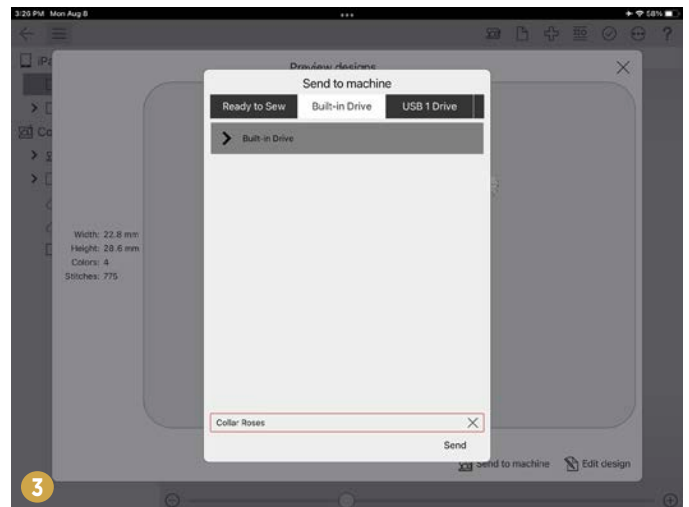 3:26 PM Mon Aug 8
58%
?
iPa
Preview designs
Send to machine
Ready to Sew Built-in Drive USB 1 Drive
Built-in Drive
Co
Width: 22.8 mm
Height: 28.6 mm
Colors: 4
Stitches: 775
Collar Roses
Send
Send to machine Edit design
3